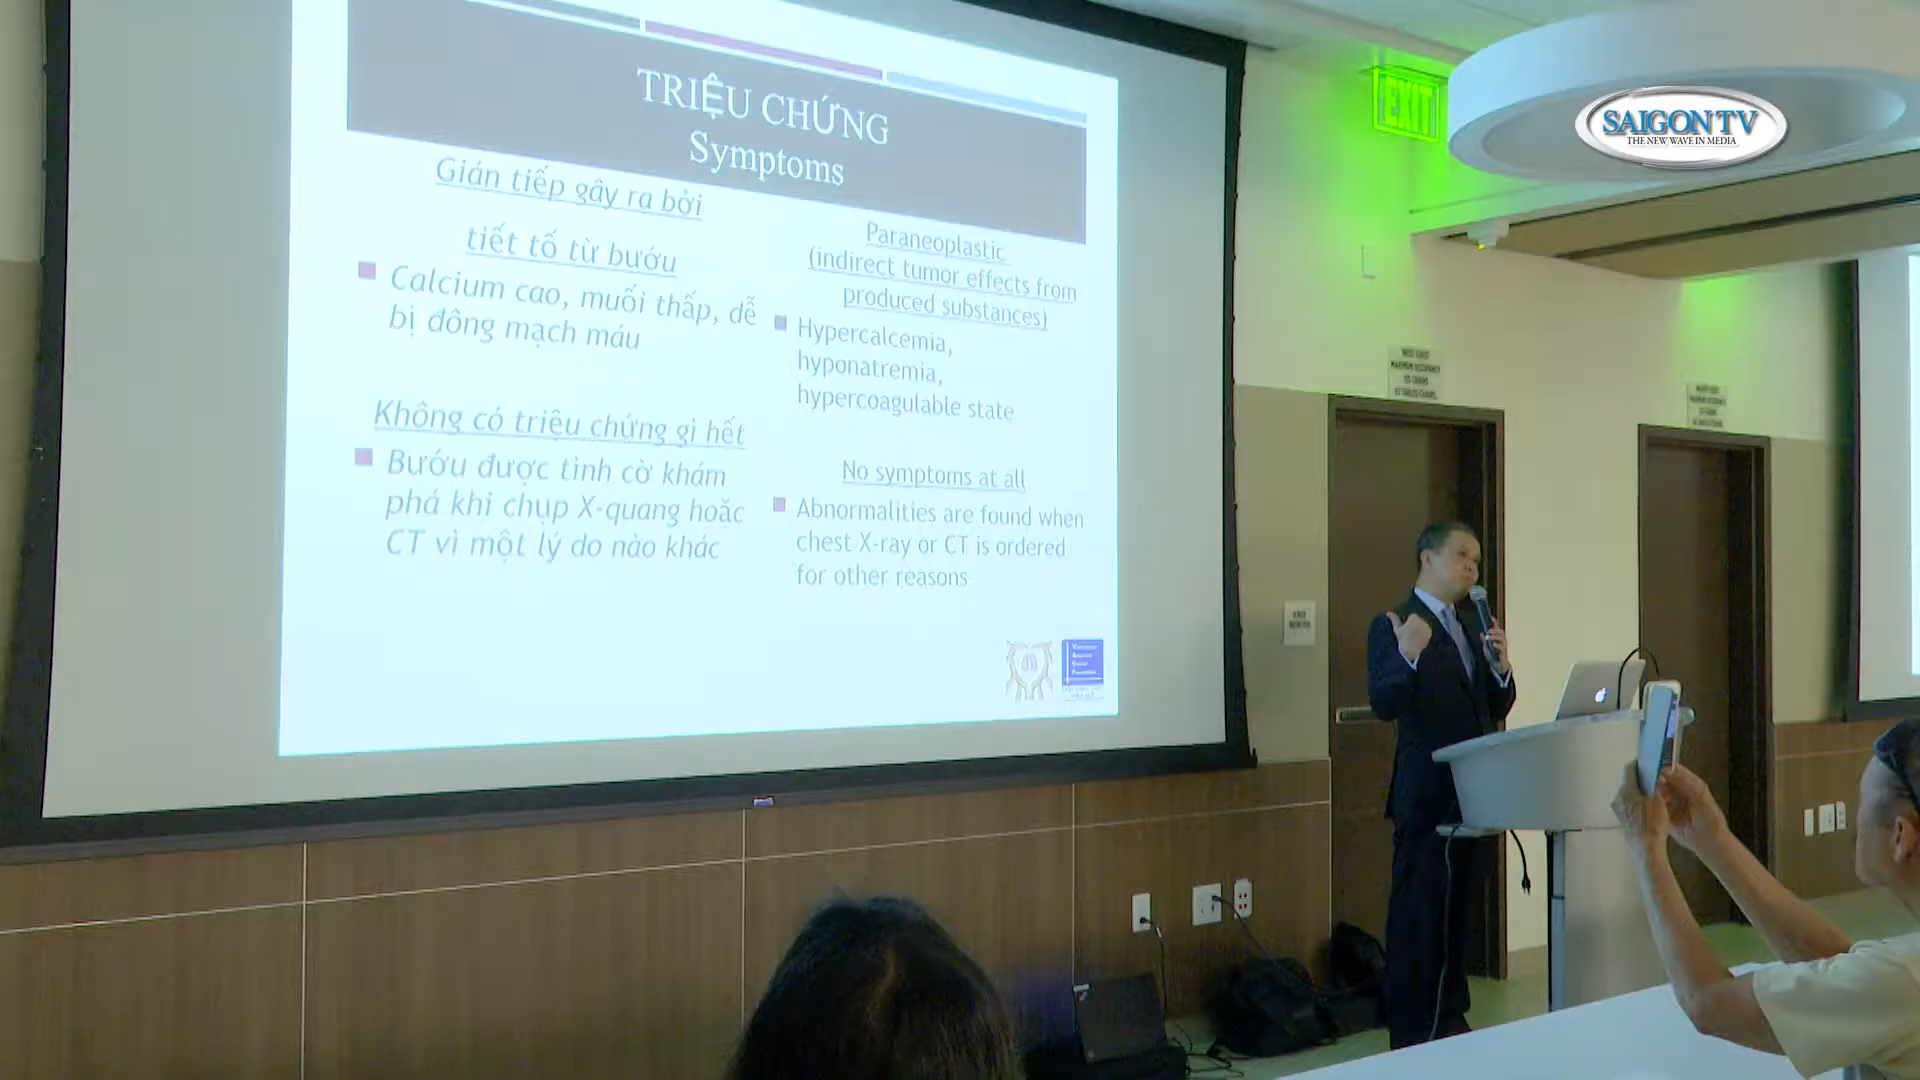 TRIỆU CHỨNG
Symptoms
Gián tiếp gây ra bởi
tiết tố từ bướu
Calcium cao, muối thấp, dễ
bị đông mạch máu
Không có triệu chứng gì hết
Bướu được tình cờ khám
phá khi chụp X-quang hoặc
CT vì một lý do nào khác
Paraneoplastic
(indirect tumor effects from
produced substances)
Hypercalcemia,
hyponatremia,
hypercoagulable state
No symptoms at all
Abnormalities are found when
chest X-ray or CT is ordered
for other reasons
EXIT
SAIGON TV
THE NEW WAVE IN MEDIA